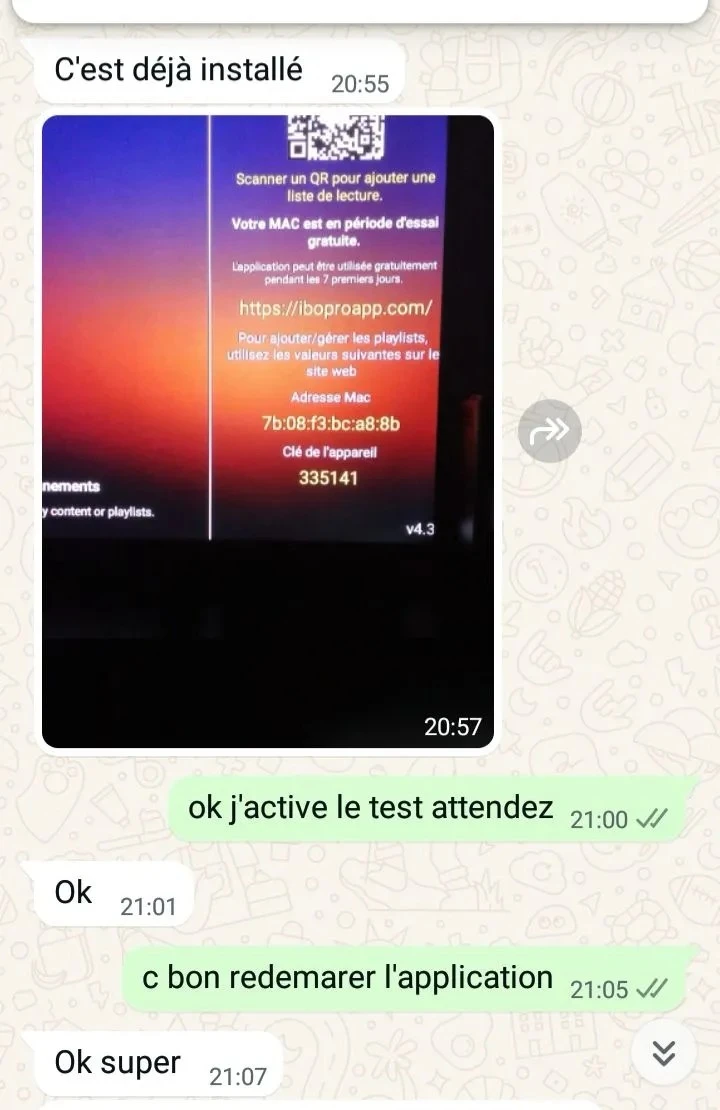 C'est déjà installé 20:55
Scanner un QR pour ajouter une
liste de lecture.
Votre MAC est en période d'essai
gratuite.
L'application peut être utilisée gratuitement
pendant les 7 premiers jours.
https://iboproapp.com/
Pour ajouter/gérer les playlists,
utilisez les valeurs suivantes sur le
site web
Adresse Mac
7b:08:f3:bc:a8:8b
Clé de l'appareil
335141
nements
y content or playlists.
v4.3
20:57
ok j'active le test attendez 21:00
Ok 21:01
c bon redemarer l'application 21:05
Ok super 21:07